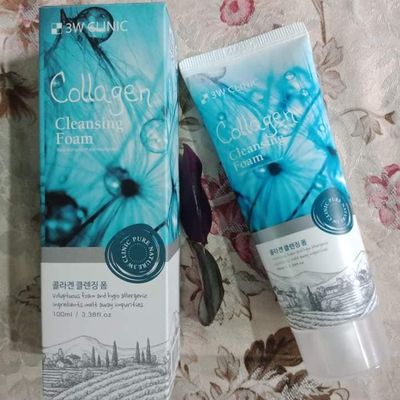 3W CLINIC
Collagen
Cleansing
Foam
3W CLINIC PURE NATURE
콜라겐 클렌징 폼
Voluptuous foam and hypo allergenic
ingredients melt away impurities
100ml / 3.38fl.oz
3W CLINIC
Collagen
Cleansing
Foam
콜라겐 클렌징 폼